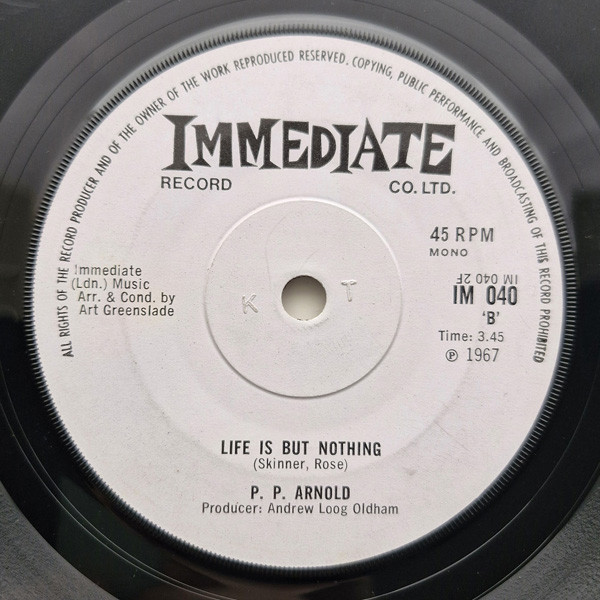 ALL RIGHTS OF THE RECORD PRODUCER AND OF THE OWNER OF THE WORK REPRODUCED RESERVED. COPYING, PUBLIC PERFORMANCE AND BROADCASTING OF THIS RECORD PROHIBITED
IMMEDIATE
RECORD CO. LTD.
45 RPM
MONO
Immediate
(Ldn.) Music
Arr. & Cond. by
Art Greenslade
K T
IM 040 2F
IM 040
'B'
Time: 3.45
℗ 1967
LIFE IS BUT NOTHING
(Skinner, Rose)
P. P. ARNOLD
Producer: Andrew Loog Oldham